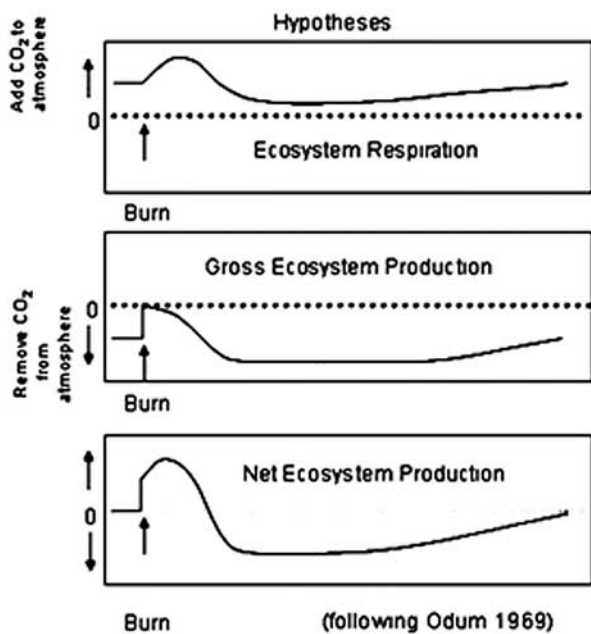 Hypotheses
Add CO2 to
atmosphere
0
Ecosystem Respiration
Burn
Gross Ecosystem Production
0
Remove CO2
from
atmosphere
Burn
Net Ecosystem Production
0
Burn
(following Odum 1969)